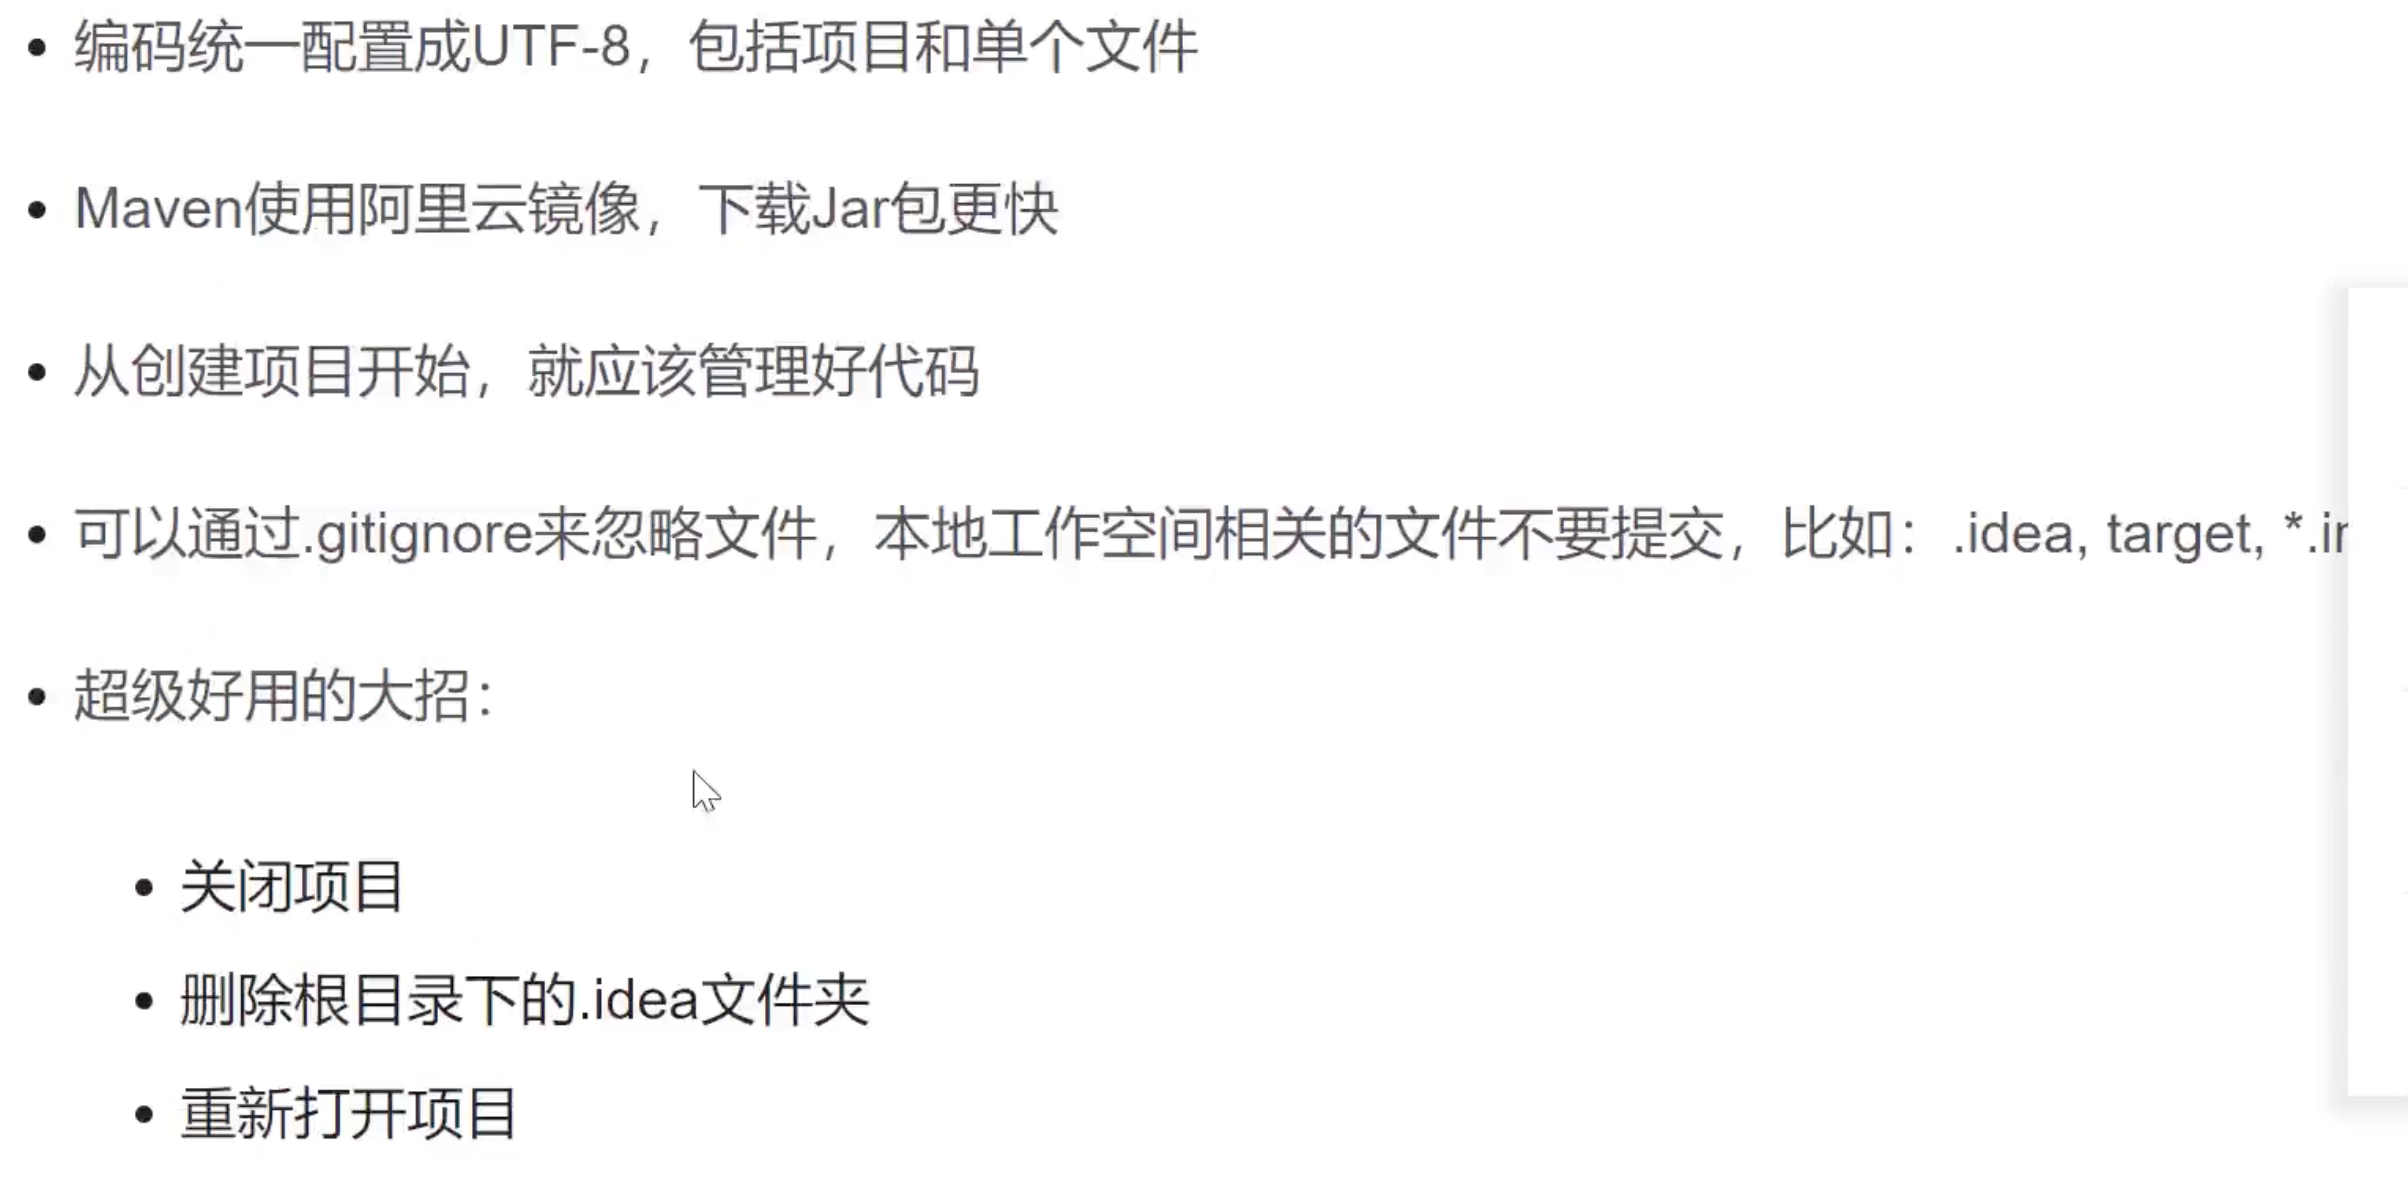 编码统一配置成UTF-8，包括项目和单个文件
Maven使用阿里云镜像，下载Jar包更快
从创建项目开始，就应该管理好代码
可以通过.gitignore来忽略文件，本地工作空间相关的文件不要提交，比如：.idea, target, *.i
超级好用的大招：
关闭项目
删除根目录下的.idea文件夹
重新打开项目